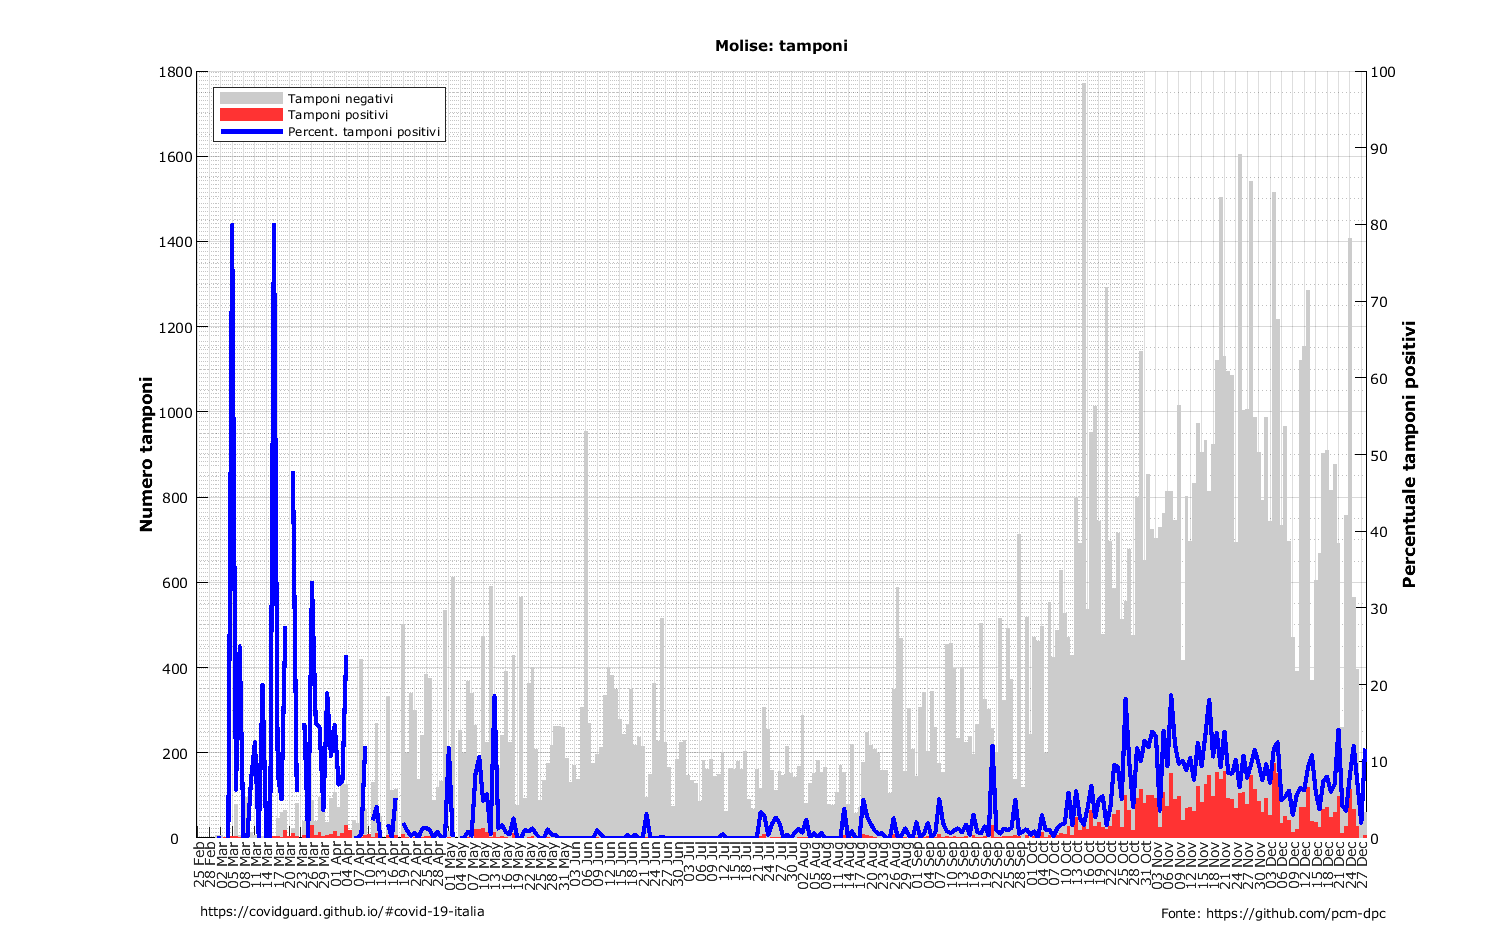 Molise: tamponi
Tamponi negativi
Tamponi positivi
Percent. tamponi positivi
Numero tamponi
1800
1600
1400
1200
1000
800
600
400
200
0
100
90
80
70
60
50
40
30
20
10
0
Percentuale tamponi positivi
25 Feb
28 Feb
02 Mar
05 Mar
08 Mar
11 Mar
14 Mar
17 Mar
20 Mar
23 Mar
26 Mar
29 Mar
01 Apr
04 Apr
07 Apr
10 Apr
13 Apr
16 Apr
19 Apr
22 Apr
25 Apr
28 Apr
01 May
04 May
07 May
10 May
13 May
16 May
19 May
22 May
25 May
28 May
31 May
03 Jun
06 Jun
09 Jun
12 Jun
15 Jun
18 Jun
21 Jun
24 Jun
27 Jun
30 Jun
03 Jul
06 Jul
09 Jul
12 Jul
15 Jul
18 Jul
21 Jul
24 Jul
27 Jul
30 Jul
02 Aug
05 Aug
08 Aug
11 Aug
14 Aug
17 Aug
20 Aug
23 Aug
26 Aug
29 Aug
01 Sep
04 Sep
07 Sep
10 Sep
13 Sep
16 Sep
19 Sep
22 Sep
25 Sep
28 Sep
01 Oct
04 Oct
07 Oct
10 Oct
13 Oct
16 Oct
19 Oct
22 Oct
25 Oct
28 Oct
31 Oct
03 Nov
06 Nov
09 Nov
12 Nov
15 Nov
18 Nov
21 Nov
24 Nov
27 Nov
30 Nov
03 Dec
06 Dec
09 Dec
12 Dec
15 Dec
18 Dec
21 Dec
24 Dec
27 Dec
https://covidguard.github.io/#covid-19-italia
Fonte: https://github.com/pcm-dpc